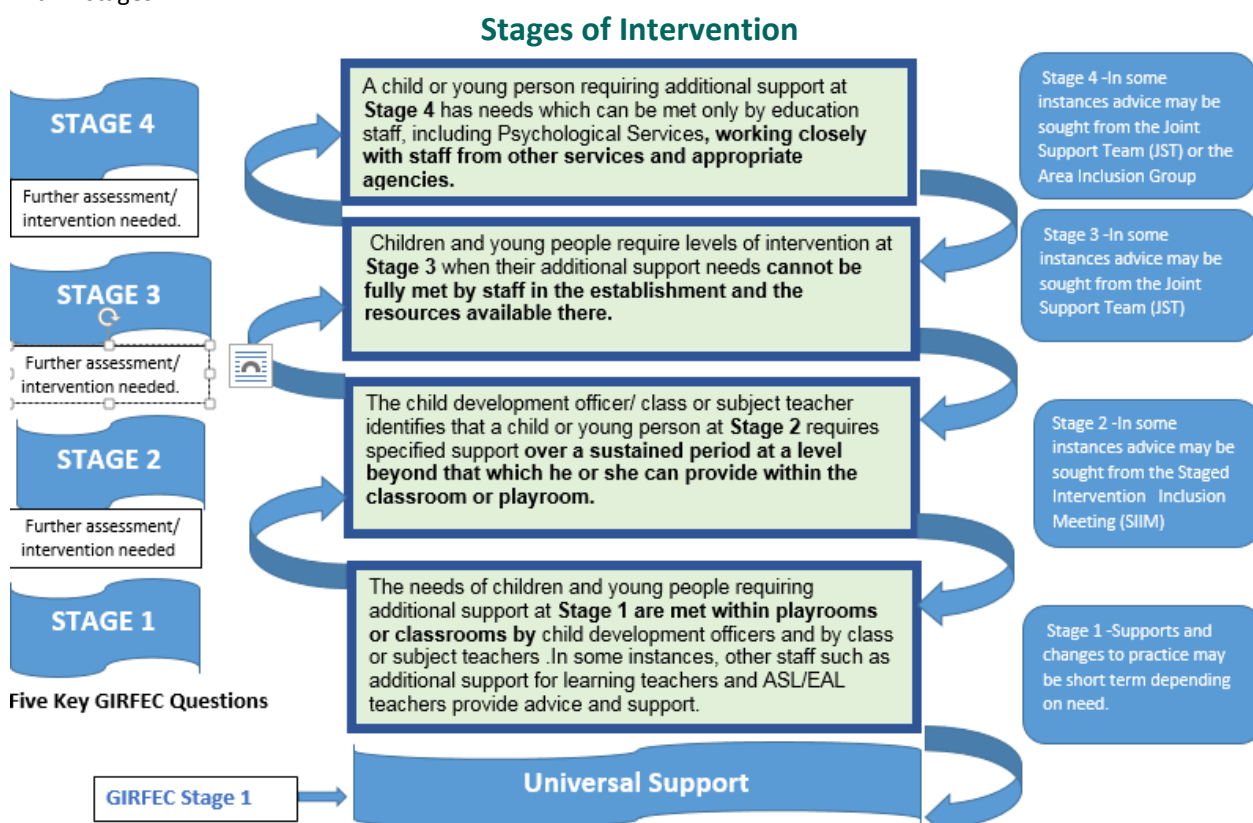 Stages of Intervention
STAGE 4
Further assessment/
intervention needed.
A child or young person requiring additional support at
Stage 4 has needs which can be met only by education
staff, including Psychological Services, working closely
with staff from other services and appropriate
agencies.
Stage 4 -In some
instances advice may be
sought from the Joint
Support Team (JST) or the
Area Inclusion Group
STAGE 3
Further assessment/
intervention needed.
Children and young people require levels of intervention at
Stage 3 when their additional support needs cannot be
fully met by staff in the establishment and the
resources available there.
Stage 3 -In some
instances advice may be
sought from the Joint
Support Team (JST)
STAGE 2
Further assessment/
intervention needed
The child development officer/ class or subject teacher
identifies that a child or young person at Stage 2 requires
specified support over a sustained period at a level
beyond that which he or she can provide within the
classroom or playroom.
Stage 2 -In some
instances advice may be
sought from the Staged
Intervention Inclusion
Meeting (SIIM)
STAGE 1
Five Key GIRFEC Questions
The needs of children and young people requiring
additional support at Stage 1 are met within playrooms
or classrooms by child development officers and by class
or subject teachers .In some instances, other staff such as
additional support for learning teachers and ASL/EAL
teachers provide advice and support.
Stage 1 -Supports and
changes to practice may
be short term depending
on need.
GIRFEC Stage 1
Universal Support